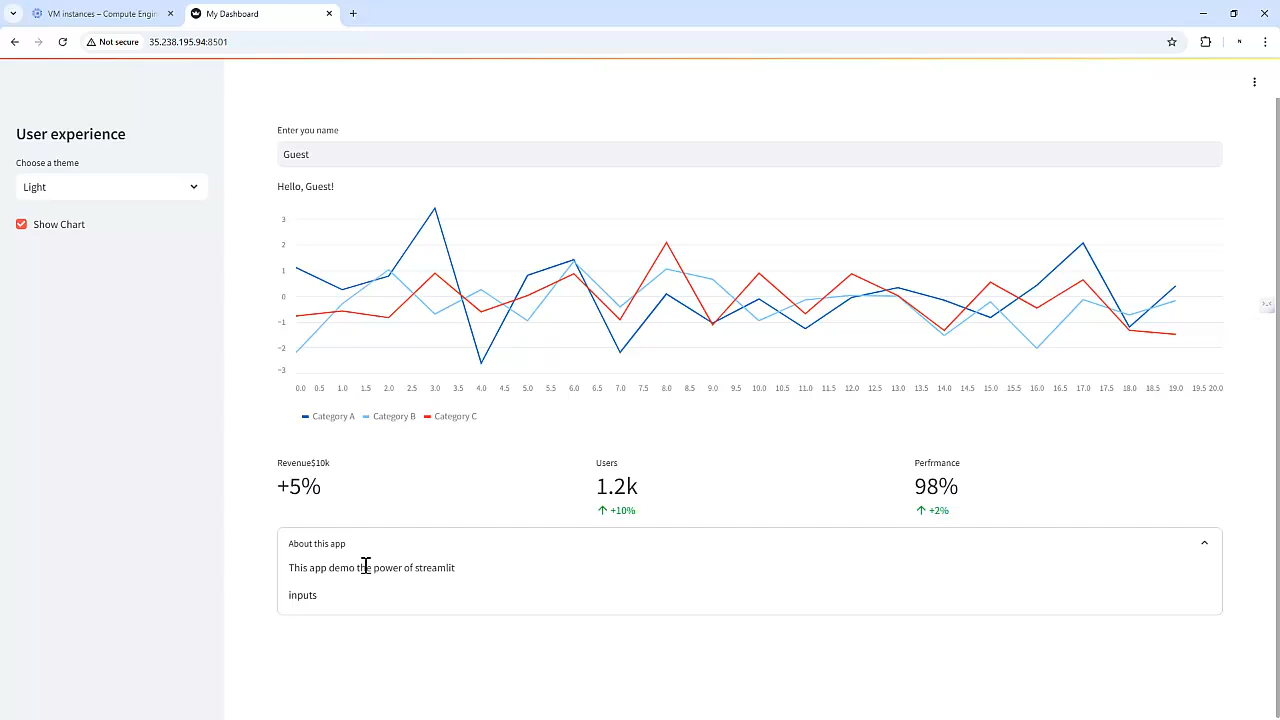 VM instances – Compute Engin
My Dashboard
Not secure
35.238.195.94:8501
User experience
Choose a theme
Light
Show Chart
Enter you name
Guest
Hello, Guest!
3
2
1
0
−1
−2
−3
0.0 0.5 1.0 1.5 2.0 2.5 3.0 3.5 4.0 4.5 5.0 5.5 6.0 6.5 7.0 7.5 8.0 8.5 9.0 9.5 10.0 10.5 11.0 11.5 12.0 12.5 13.0 13.5 14.0 14.5 15.0 15.5 16.0 16.5 17.0 17.5 18.0 18.5 19.0 19.5 20.0
Category A Category B Category C
Revenue$10k
+5%
Users
1.2k
+10%
Perfrmance
98%
+2%
About this app
This app demo the power of streamlit
inputs